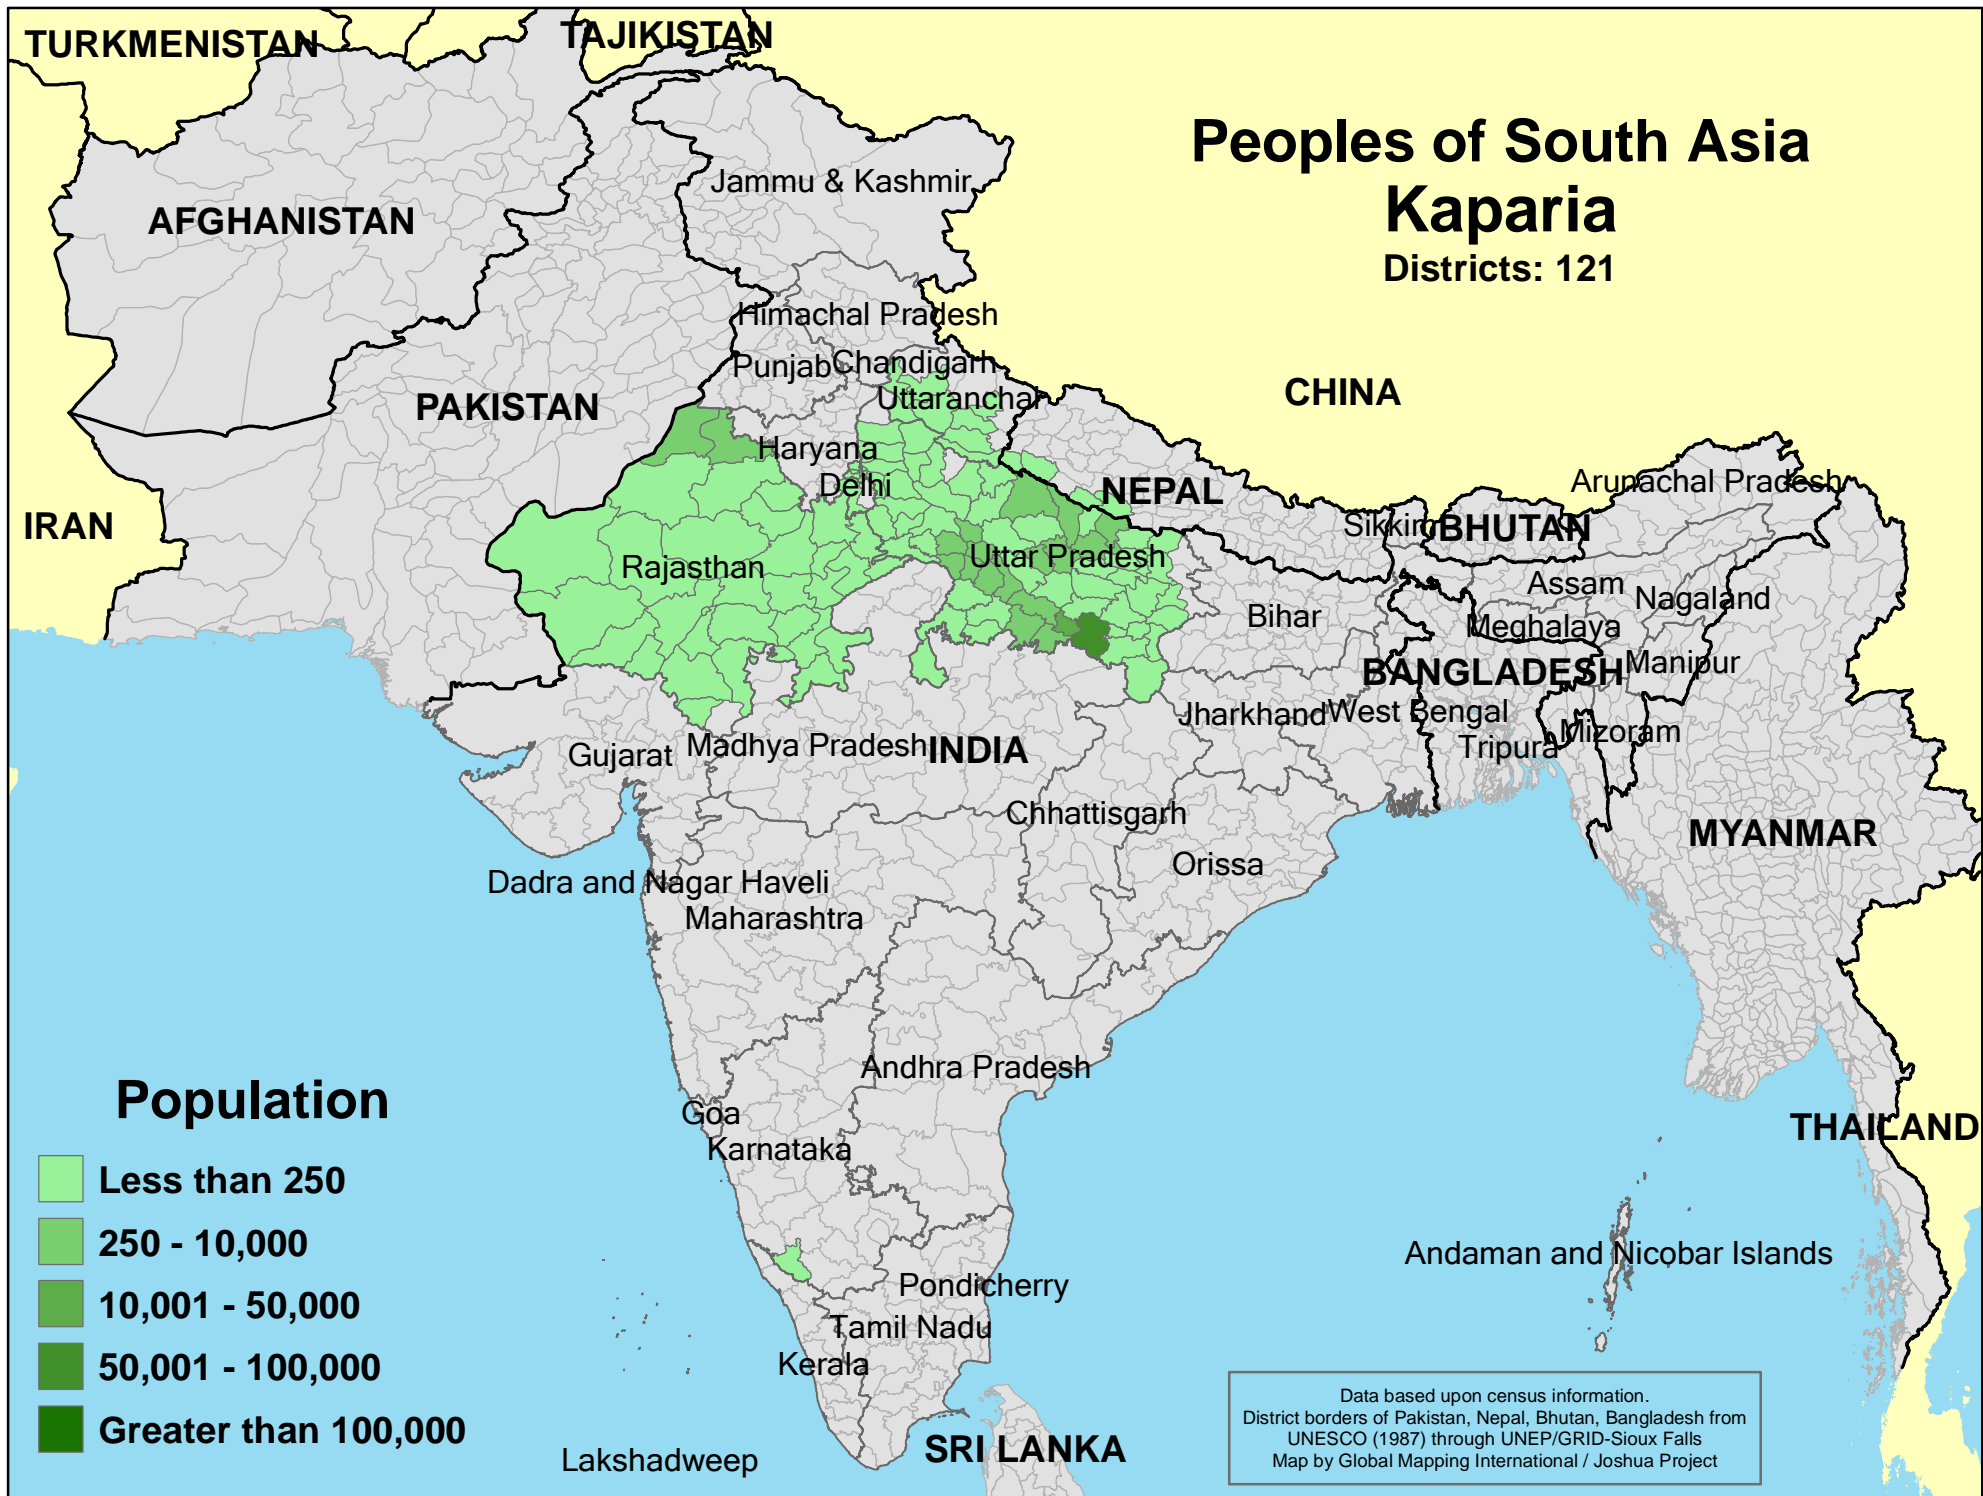 TURKMENISTAN
TAJIKISTAN
Peoples of South Asia
Kaparia
Districts: 121
Jammu & Kashmir
AFGHANISTAN
Himachal Pradesh
Punjab
Chandigarh
Uttaranchal
CHINA
PAKISTAN
Haryana
Delhi
NEPAL
Arunachal Pradesh
IRAN
Sikkim
BHUTAN
Rajasthan
Uttar Pradesh
Assam
Nagaland
Bihar
Meghalaya
BANGLADESH
Manipur
Jharkhand
West Bengal
Gujarat
Madhya Pradesh
INDIA
Tripura
Mizoram
Chhattisgarh
MYANMAR
Orissa
Dadra and Nagar Haveli
Maharashtra
Andhra Pradesh
Goa
Karnataka
THAILAND
Population
Less than 250
250 - 10,000
10,001 - 50,000
50,001 - 100,000
Greater than 100,000
Andaman and Nicobar Islands
Pondicherry
Tamil Nadu
Kerala
Lakshadweep
SRI LANKA
Data based upon census information.
District borders of Pakistan, Nepal, Bhutan, Bangladesh from
UNESCO (1987) through UNEP/GRID-Sioux Falls
Map by Global Mapping International / Joshua Project